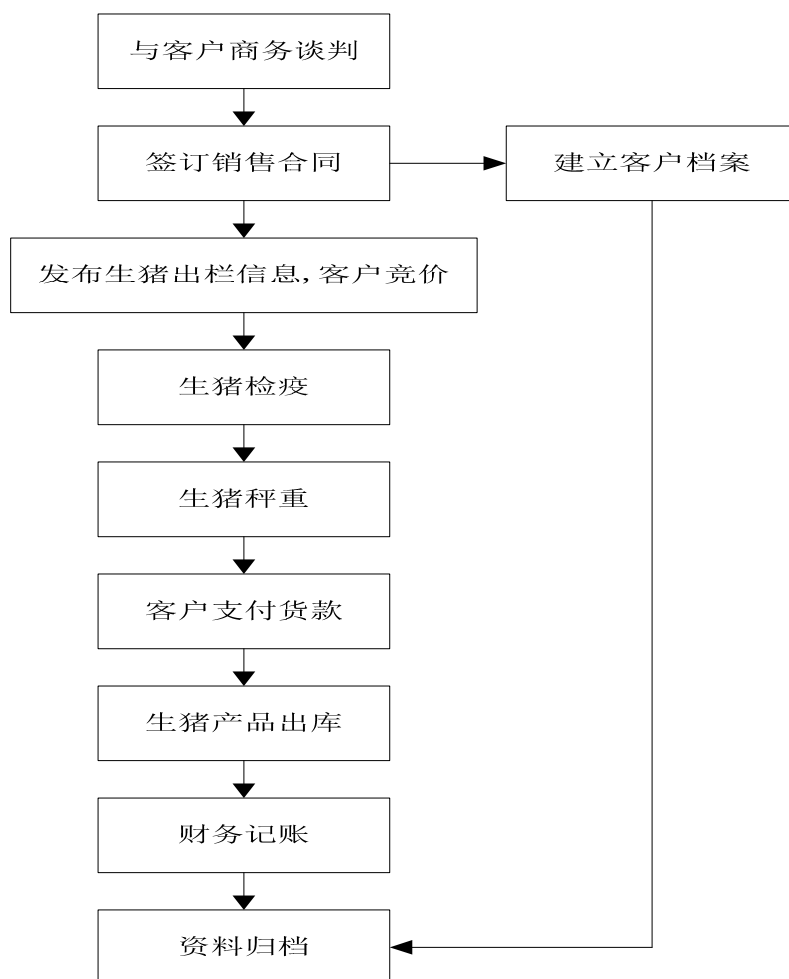 与客户商务谈判
签订销售合同
建立客户档案
发布生猪出栏信息,客户竞价
生猪检疫
生猪秤重
客户支付货款
生猪产品出库
财务记账
资料归档